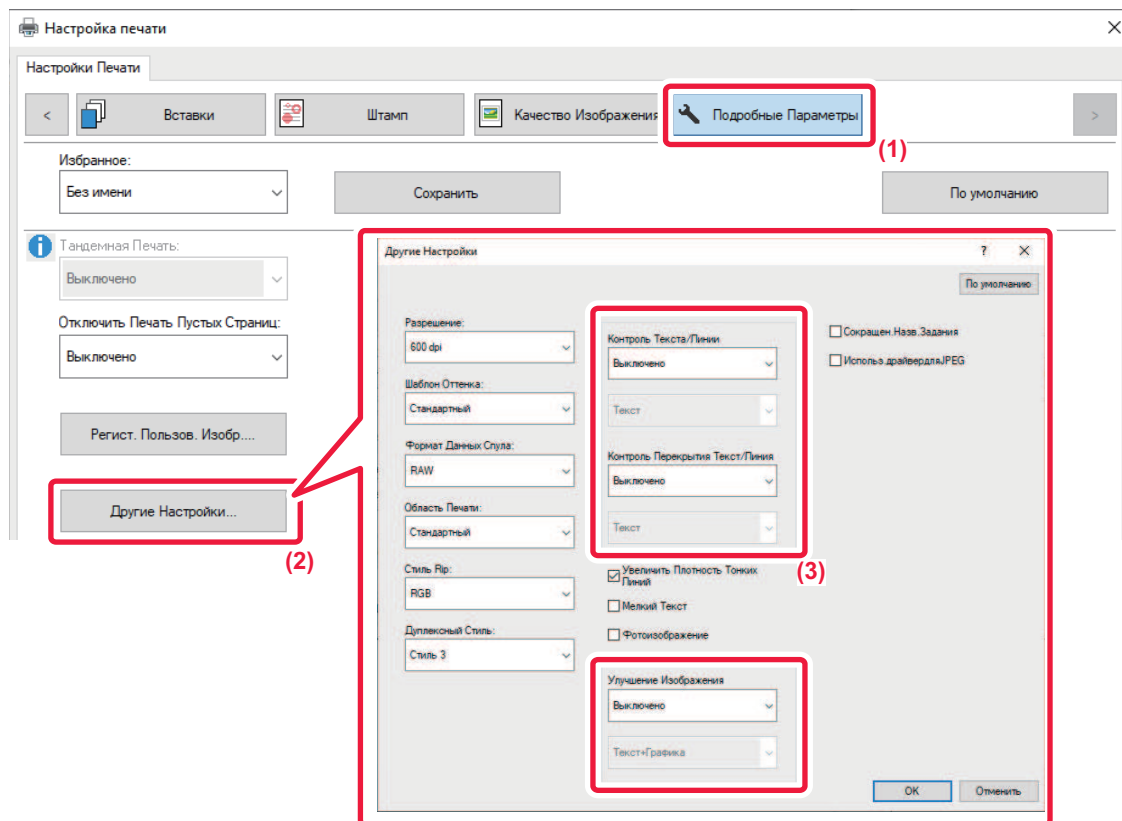 Настройка печати
Настройки Печати
<
Вставки
Штамп
Качество Изображения
Подробные Параметры
>
(1)
Избранное:
Без имени
Сохранить
По умолчанию
Тандемная Печать:
Выключено
Отключить Печать Пустых Страниц:
Выключено
Регист. Пользов. Изобр....
Другие Настройки...
(2)
Другие Настройки
?
По умолчанию
Разрешение:
600 dpi
Шаблон Оттенка:
Стандартный
Формат Данных Спула:
RAW
Область Печати:
Стандартный
Стиль Rip:
RGB
Дуплексный Стиль:
Стиль 3
Контроль Текста/Линии
Выключено
Текст
Контроль Перекрытия Текст/Линия
Выключено
Текст
(3)
Увеличить Плотность Тонких
Линий
Мелкий Текст
Фотоизображение
Улучшение Изображения
Выключено
Текст+Графика
Сокращен.Назв.Задания
Использ.драйвердляJPEG
OK
Отменить